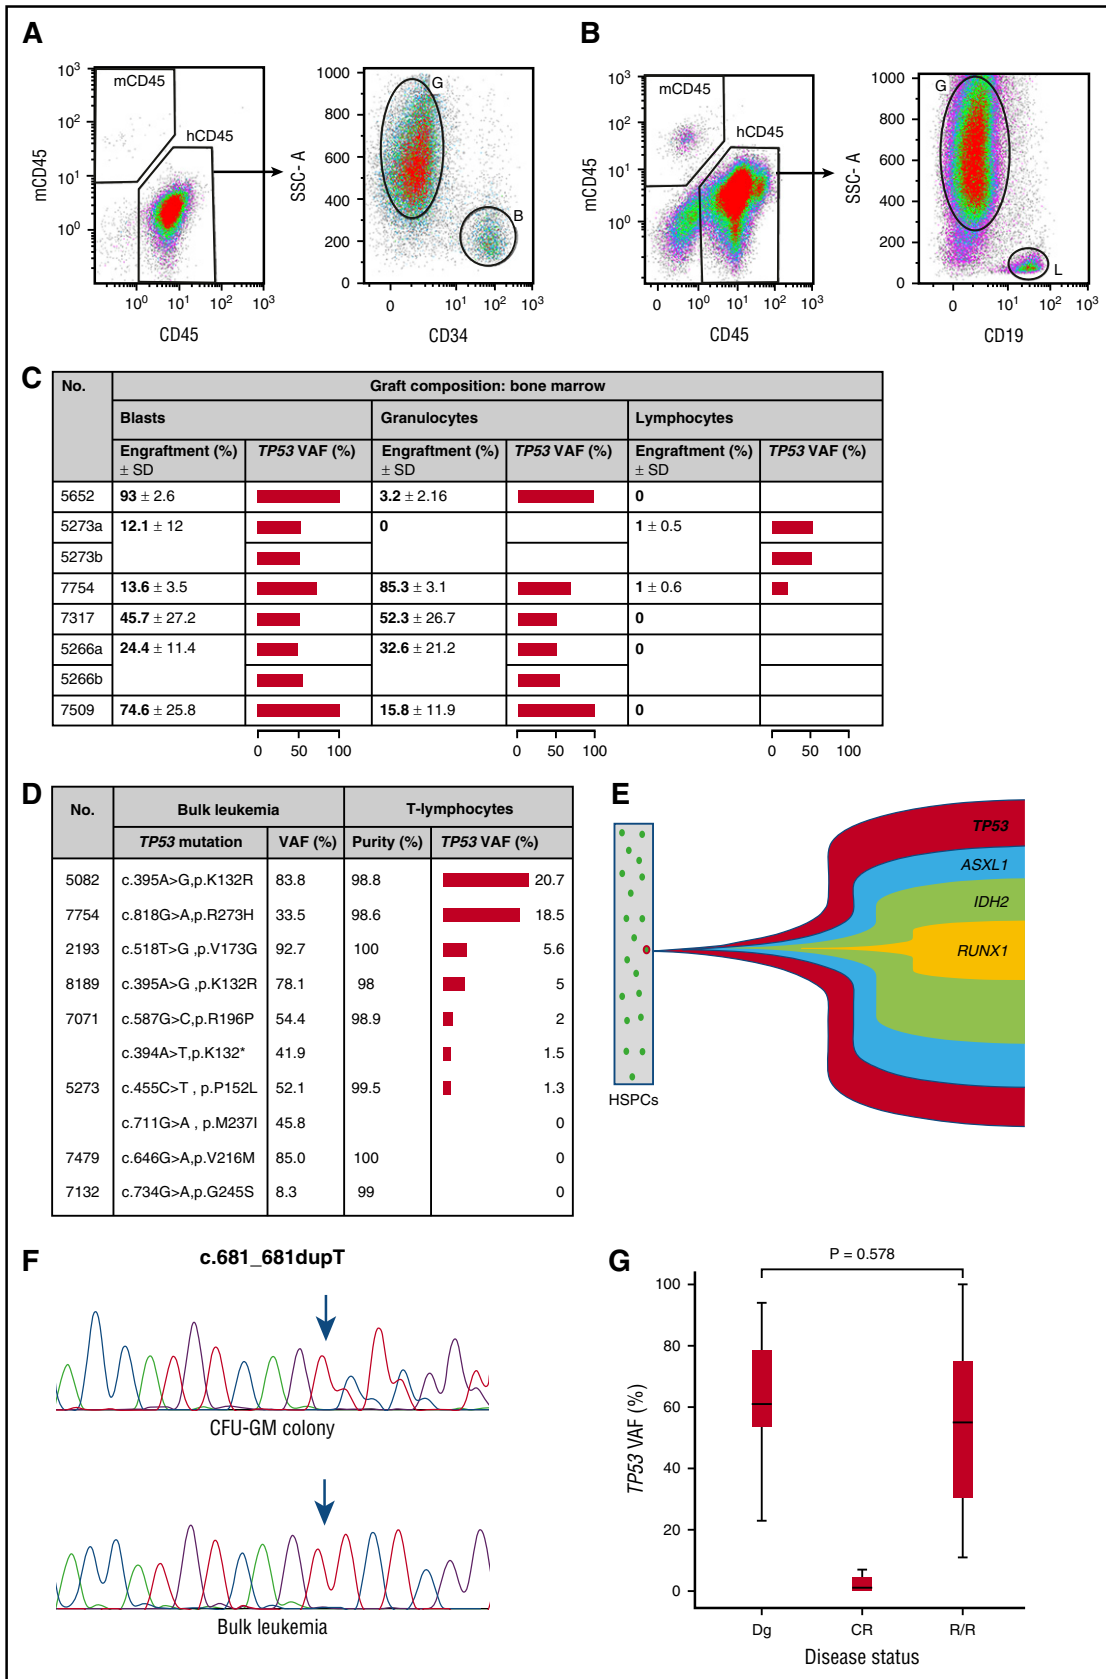 A
10³
10²
10¹
10⁰
mCD45
mCD45
hCD45
10⁰ 10¹ 10² 10³
CD45
1000
800
600
400
200
0
SSC- A
G
B
0 10¹ 10² 10³
CD34
B
10³
10²
10¹
10⁰
mCD45
mCD45
hCD45
0 10⁰ 10¹ 10² 10³
CD45
1000
800
600
400
200
0
SSC- A
G
L
0 10¹ 10² 10³
CD19
C
No. Graft composition: bone marrow
Blasts Granulocytes Lymphocytes
Engraftment (%) ± SD TP53 VAF (%) Engraftment (%) ± SD TP53 VAF (%) Engraftment (%) ± SD TP53 VAF (%)
5652 93 ± 2.6 3.2 ± 2.16 0
5273a 12.1 ± 12 0 1 ± 0.5
5273b
7754 13.6 ± 3.5 85.3 ± 3.1 1 ± 0.6
7317 45.7 ± 27.2 52.3 ± 26.7 0
5266a 24.4 ± 11.4 32.6 ± 21.2 0
5266b
7509 74.6 ± 25.8 15.8 ± 11.9 0
0 50 100 0 50 100 0 50 100
D
No. Bulk leukemia T-lymphocytes
TP53 mutation VAF (%) Purity (%) TP53 VAF (%)
5082 c.395A>G,p.K132R 83.8 98.8 20.7
7754 c.818G>A,p.R273H 33.5 98.6 18.5
2193 c.518T>G ,p.V173G 92.7 100 5.6
8189 c.395A>G ,p.K132R 78.1 98 5
7071 c.587G>C,p.R196P 54.4 98.9 2
c.394A>T,p.K132* 41.9 1.5
5273 c.455C>T , p.P152L 52.1 99.5 1.3
c.711G>A , p.M237I 45.8 0
7479 c.646G>A,p.V216M 85.0 100 0
7132 c.734G>A,p.G245S 8.3 99 0
E
TP53
ASXL1
IDH2
RUNX1
HSPCs
F
c.681_681dupT
CFU-GM colony
Bulk leukemia
G
P = 0.578
100
80
60
40
20
0
TP53 VAF (%)
Dg CR R/R
Disease status